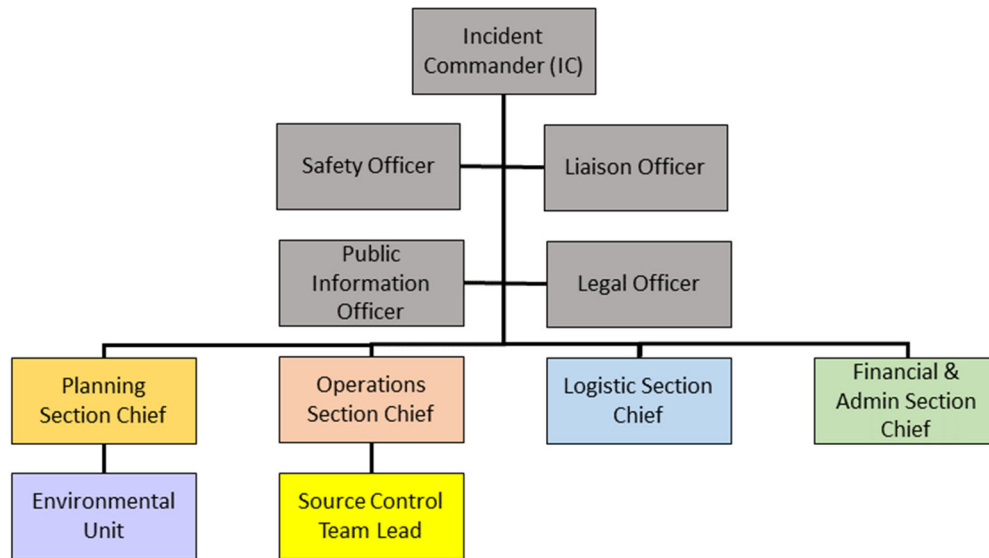 Incident
Commander (IC)
Safety Officer
Liaison Officer
Public
Information
Officer
Legal Officer
Planning
Section Chief
Operations
Section Chief
Logistic Section
Chief
Financial &
Admin Section
Chief
Environmental
Unit
Source Control
Team Lead